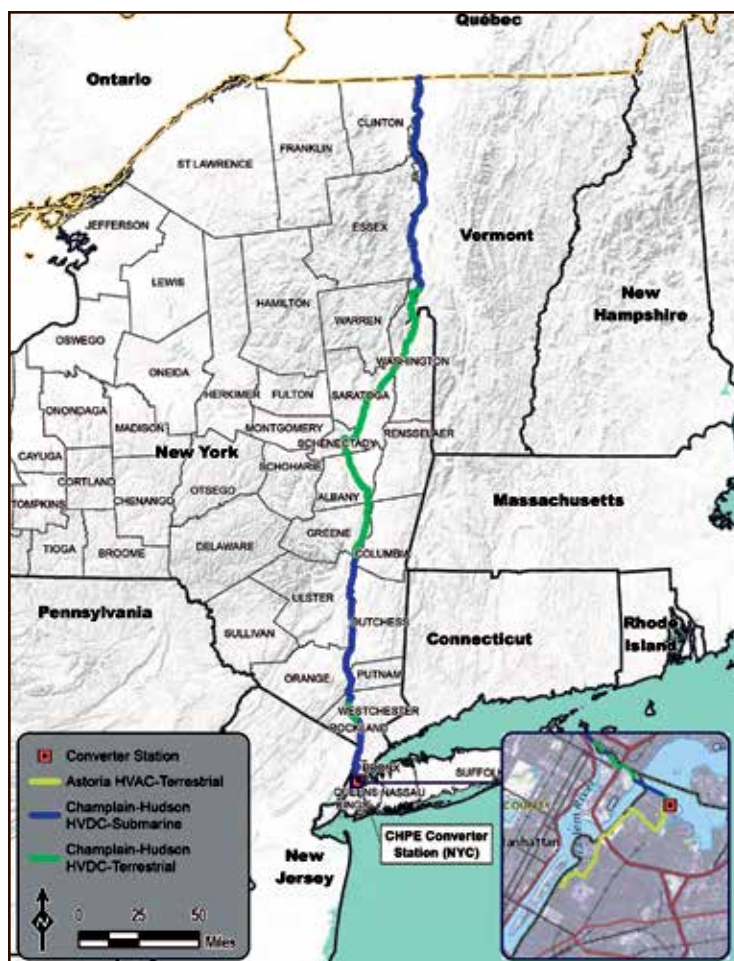 Québec
Ontario
CLINTON
FRANKLIN
ST LAWRENCE
JEFFERSON
ESSEX
Vermont
LEWIS
New
Hampshire
HAMILTON
WARREN
OSWEGO
WASHINGTON
ONEIDA
HERKIMER
FULTON
SARATOGA
ONONDAGA
MADISON
MONTGOMERY
SCHENECTADY
RENSSELAER
CAYUGA
New York
SCHOHARIE
CORTLAND
OTSEGO
ALBANY
Massachusetts
TOMPKINS
CHENANGO
GREENE
TIOGA
BROOME
DELAWARE
COLUMBIA
ULSTER
Pennsylvania
DUTCHESS
Connecticut
Rhode
Island
SULLIVAN
ORANGE
PUTNAM
WESTCHESTER
ROCKLAND
BRONX
SUFFOLK
QUEENS
NASSAU
KINGS
CHPE Converter
Station (NYC)
New
Jersey
Converter Station
Astoria HVAC-Terrestrial
Champlain-Hudson
HVDC-Submarine
Champlain-Hudson
HVDC-Terrestrial
N
0 25 50
Miles
COUNTY
River